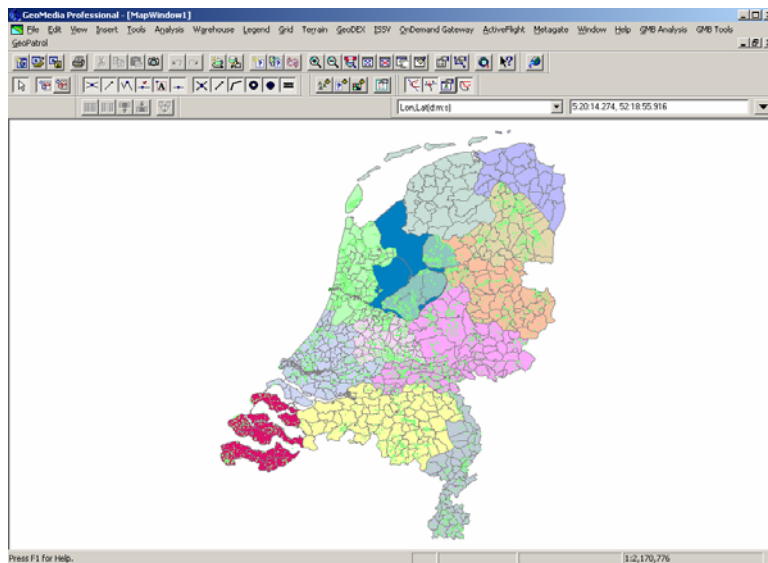 GeoMedia Professional - [MapWindow1]
File Edit View Insert Tools Analysis Warehouse Legend Grid Terrain GeoDEX ISSV OnDemand Gateway ActiveFlight Metagate Window Help GMB Analysis GMB Tools
GeoPatrol
Lon,Lat(d:m:s) 5:20:14.274, 52:18:55.916
Press F1 for Help. 1:2,170,776